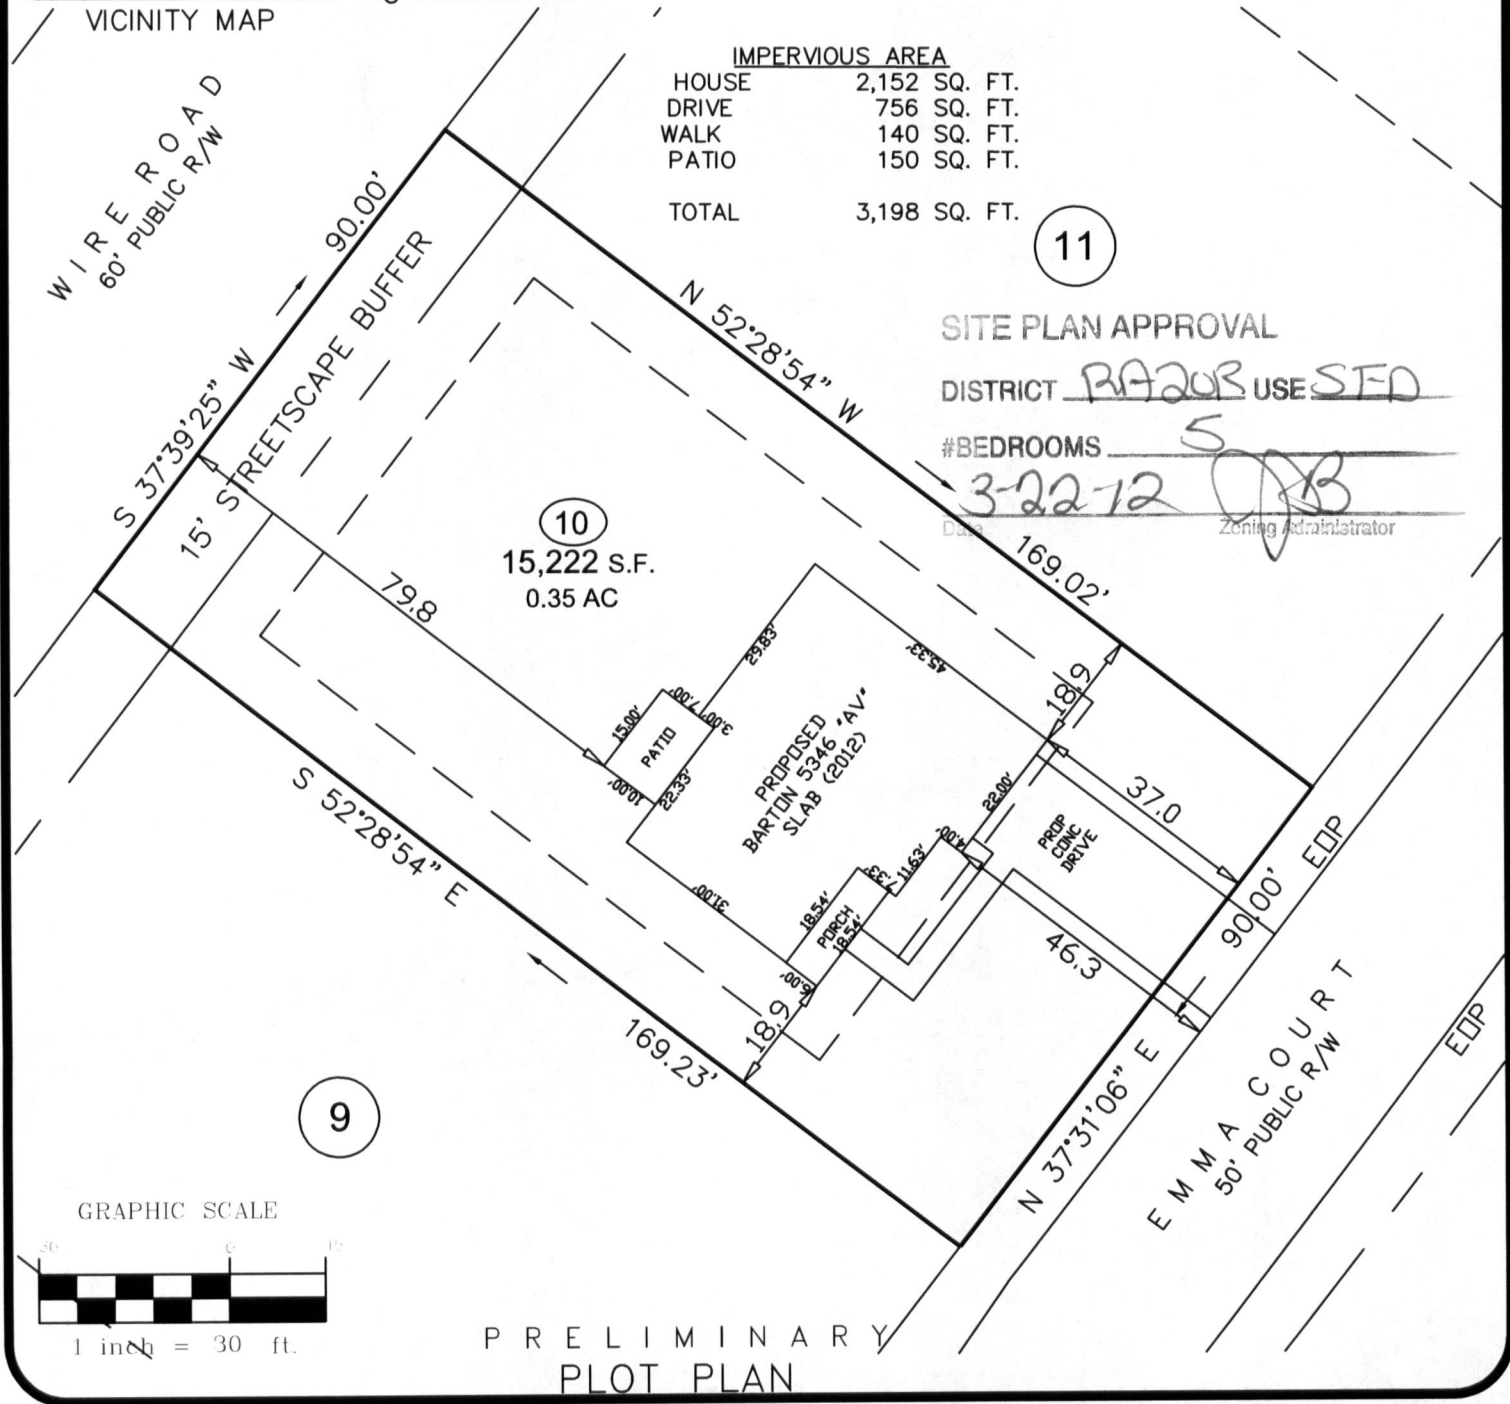 VICINITY MAP
IMPERVIOUS AREA
HOUSE 2,152 SQ. FT.
DRIVE 756 SQ. FT.
WALK 140 SQ. FT.
PATIO 150 SQ. FT.
TOTAL 3,198 SQ. FT.
WIRE ROAD
60' PUBLIC R/W
90.00'
S 37°39'25" W
15' STREETSCAPE BUFFER
11
N 52°28'54" W
169.02'
SITE PLAN APPROVAL
DISTRICT RA20R USE SFD
#BEDROOMS 5
3-22-12
Date Zoning Administrator
10
15,222 S.F.
0.35 AC
79.8
29.83'
45.33'
18.9
15.00'
7.00'
3.00'
PATIO
10.00'
22.33'
PROPOSED
BARTON 5346 "AV"
SLAB (2012)
22.00'
37.0
PROP
CONC
DRIVE
4.00'
11.63'
7.33'
18.54'
PORCH
18.54'
31.00'
6.00'
18.9
46.3
90.00'
EOP
EOP
S 52°28'54" E
169.23'
N 37°31'06" E
EMMA COURT
50' PUBLIC R/W
9
GRAPHIC SCALE
30 0 15
1 inch = 30 ft.
PRELIMINARY
PLOT PLAN